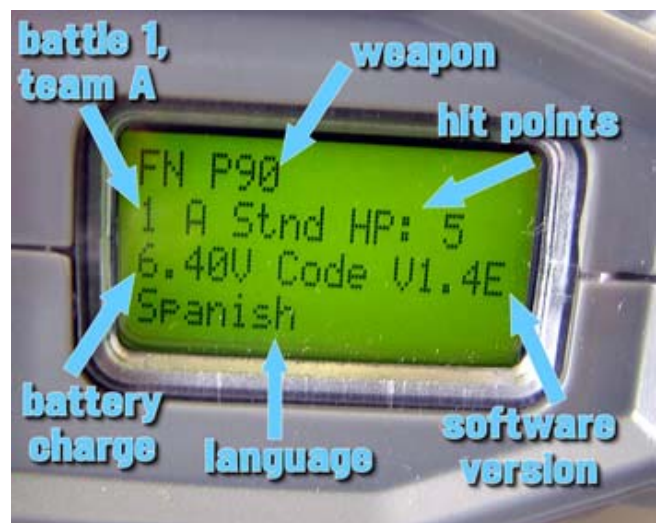 battle 1,
team A
weapon
hit points
FN P90
1 A Stnd HP: 5
6.40V Code V1.4E
Spanish
battery
charge
language
software
version